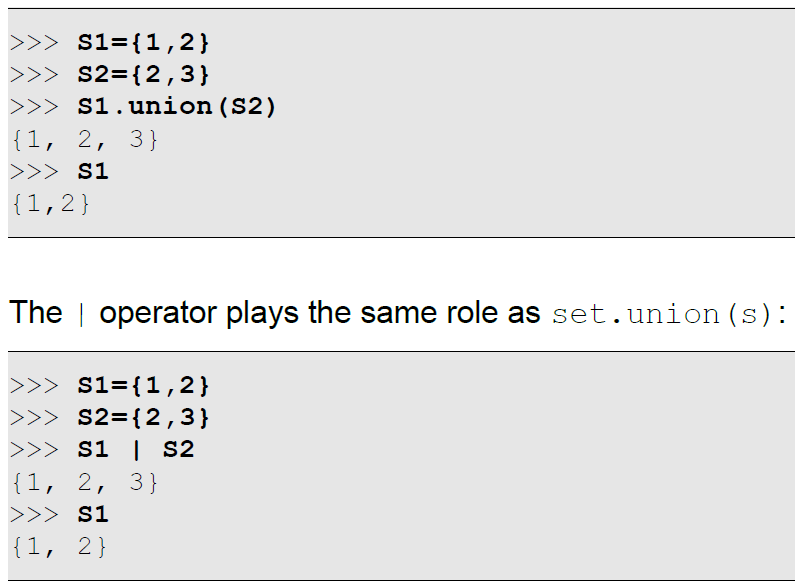 >>> S1={1,2}
>>> S2={2,3}
>>> S1.union(S2)
{1, 2, 3}
>>> S1
{1,2}
The | operator plays the same role as set.union(s):
>>> S1={1,2}
>>> S2={2,3}
>>> S1 | S2
{1, 2, 3}
>>> S1
{1, 2}